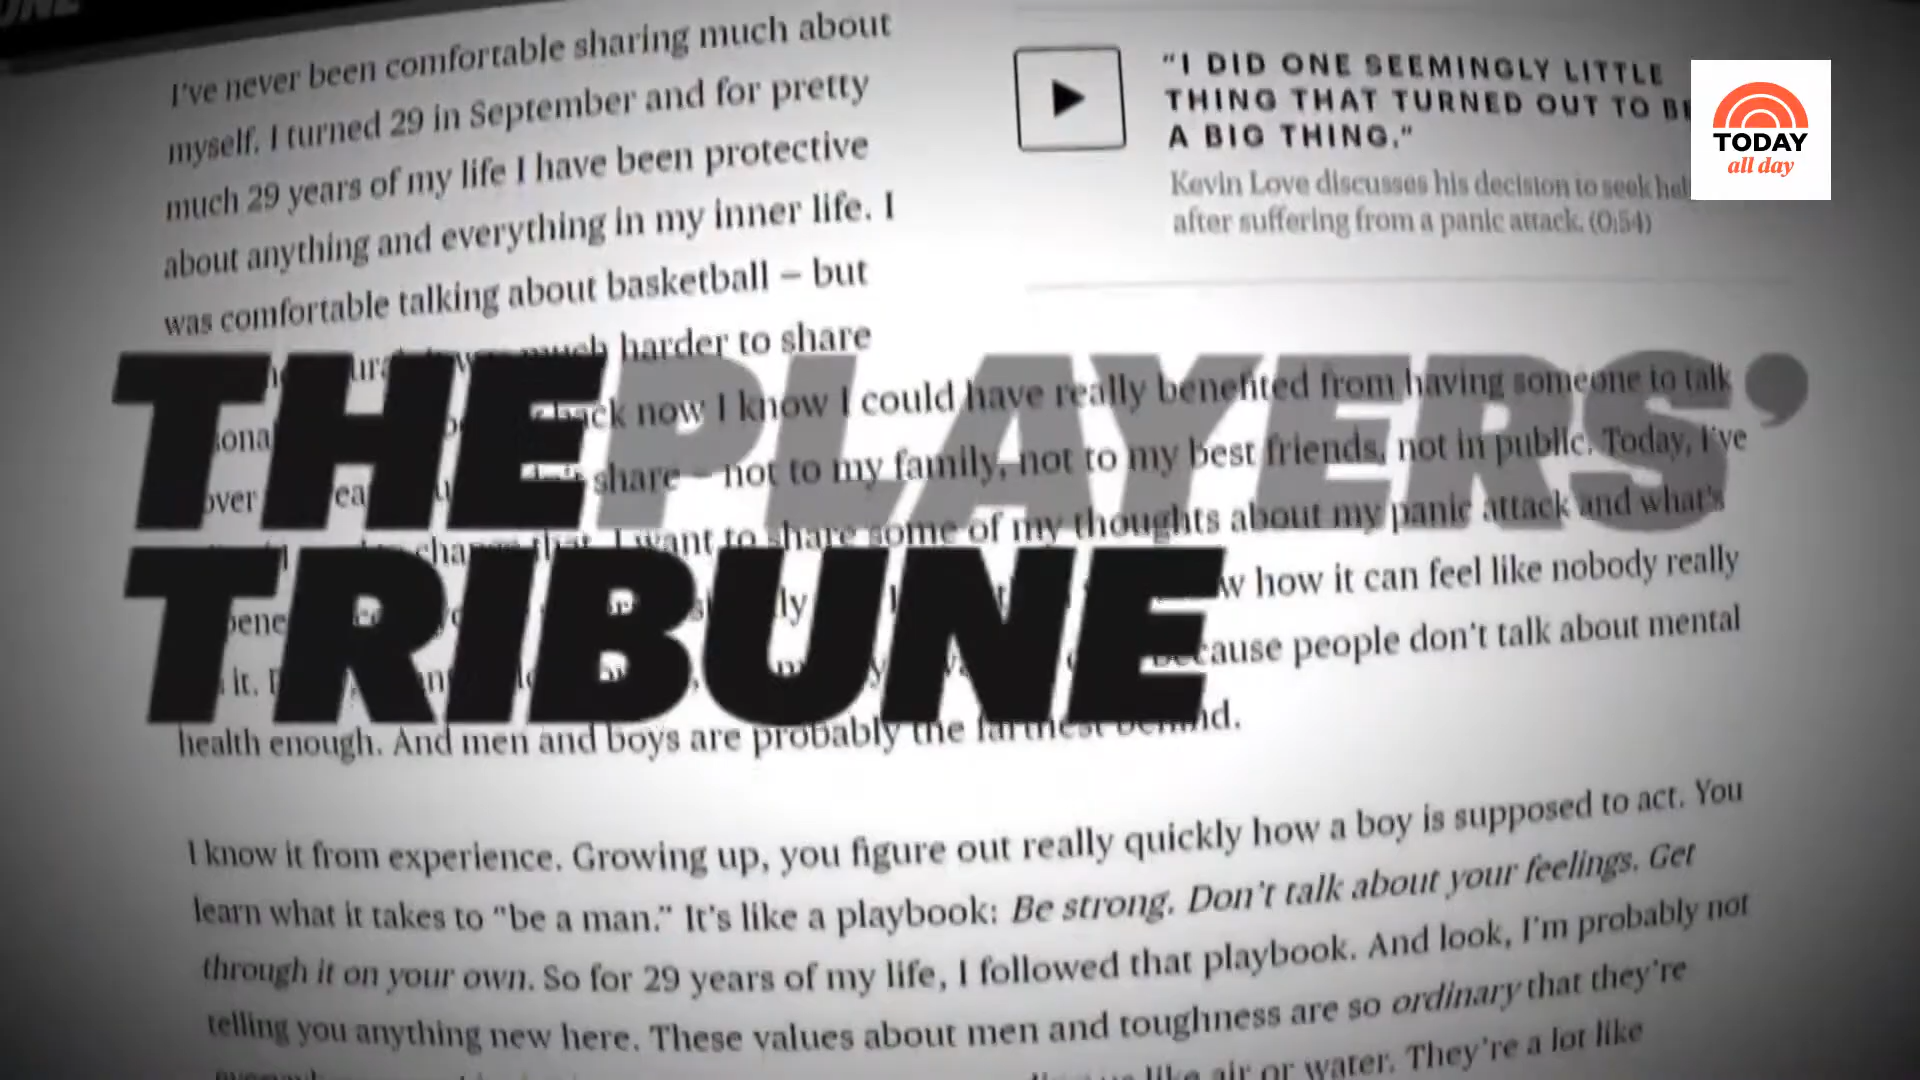 I've never been comfortable sharing much about
myself. I turned 29 in September and for pretty
much 29 years of my life I have been protective
about anything and everything in my inner life. I
was comfortable talking about basketball – but
much harder to share
back now I know I could have really benefited from having someone to talk
share – not to my family, not to my best friends, not in public. Today, I've
change that. I want to share some of my thoughts about my panic attack and what's
how it can feel like nobody really
because people don't talk about mental
health enough. And men and boys are probably the farthest behind.
I know it from experience. Growing up, you figure out really quickly how a boy is supposed to act. You
learn what it takes to "be a man." It's like a playbook: Be strong. Don't talk about your feelings. Get
through it on your own. So for 29 years of my life, I followed that playbook. And look, I'm probably not
telling you anything new here. These values about men and toughness are so ordinary that they're
like air or water. They're a lot like
"I DID ONE SEEMINGLY LITTLE
THING THAT TURNED OUT TO
A BIG THING."
Kevin Love discusses his decision to seek
after suffering from a panic attack. (0:54)
THE PLAYERS'
TRIBUNE
TODAY
all day